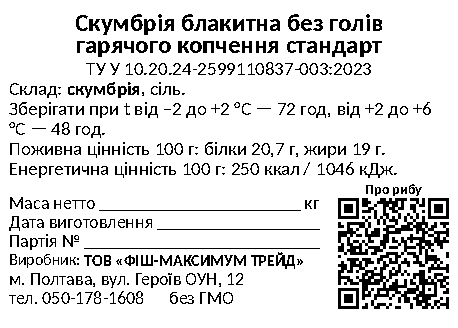 Скумбрія блакитна без голів
гарячого копчення стандарт
ТУ У 10.20.24-2599110837-003:2023
Склад: скумбрія, сіль.
Зберігати при t від –2 до +2 °С — 72 год, від +2 до +6
°С — 48 год.
Поживна цінність 100 г: білки 20,7 г, жири 19 г.
Енергетична цінність 100 г: 250 ккал / 1046 кДж.
Про рибу
Маса нетто ______________________ кг
Дата виготовлення __________________
Партія № __________________________
Виробник: ТОВ «ФІШ-МАКСИМУМ ТРЕЙД»
м. Полтава, вул. Героїв ОУН, 12
тел. 050-178-1608 без ГМО